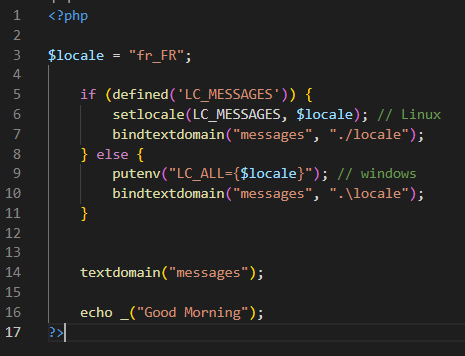 1 <?php
2
3 $locale = "fr_FR";
4
5 if (defined('LC_MESSAGES')) {
6 setlocale(LC_MESSAGES, $locale); // Linux
7 bindtextdomain("messages", "./locale");
8 } else {
9 putenv("LC_ALL={$locale}"); // windows
10 bindtextdomain("messages", ".\locale");
11 }
12
13
14 textdomain("messages");
15
16 echo _("Good Morning");
17 ?>